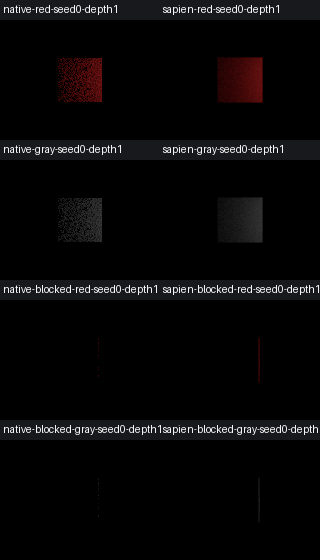 native-red-seed0-depth1
sapien-red-seed0-depth1
native-gray-seed0-depth1
sapien-gray-seed0-depth1
native-blocked-red-seed0-depth1
sapien-blocked-red-seed0-depth1
native-blocked-gray-seed0-depth1
sapien-blocked-gray-seed0-depth